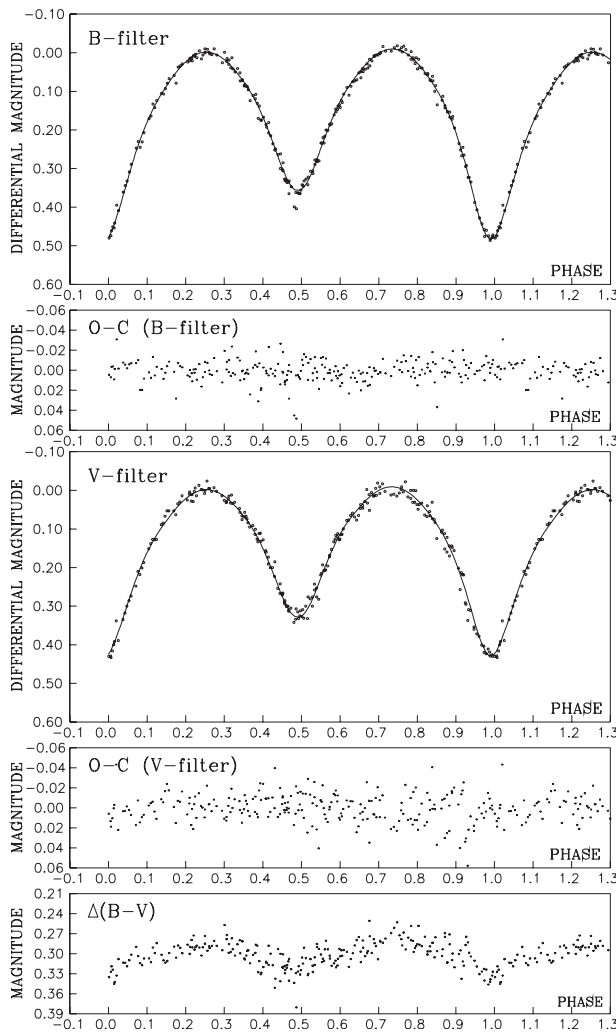 DIFFERENTIAL MAGNITUDE
−0.10
0.00
0.10
0.20
0.30
0.40
0.50
0.60
B−filter
PHASE
−0.1 0.0 0.1 0.2 0.3 0.4 0.5 0.6 0.7 0.8 0.9 1.0 1.1 1.2 1.3
MAGNITUDE
−0.06
−0.04
−0.02
0.00
0.02
0.04
0.06
O−C (B−filter)
PHASE
−0.1 0.0 0.1 0.2 0.3 0.4 0.5 0.6 0.7 0.8 0.9 1.0 1.1 1.2 1.3
DIFFERENTIAL MAGNITUDE
−0.10
0.00
0.10
0.20
0.30
0.40
0.50
0.60
V−filter
PHASE
−0.1 0.0 0.1 0.2 0.3 0.4 0.5 0.6 0.7 0.8 0.9 1.0 1.1 1.2 1.3
MAGNITUDE
−0.06
−0.04
−0.02
0.00
0.02
0.04
0.06
O−C (V−filter)
PHASE
−0.1 0.0 0.1 0.2 0.3 0.4 0.5 0.6 0.7 0.8 0.9 1.0 1.1 1.2 1.3
MAGNITUDE
0.21
0.24
0.27
0.30
0.33
0.36
0.39
Δ(B−V)
PHASE
−0.1 0.0 0.1 0.2 0.3 0.4 0.5 0.6 0.7 0.8 0.9 1.0 1.1 1.2 1.3